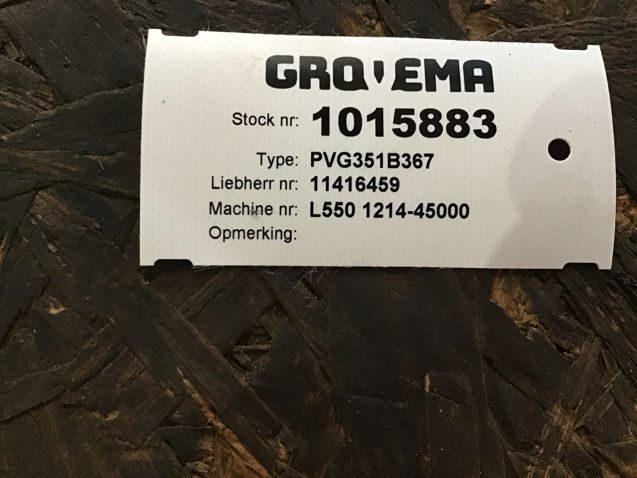 GROEMA
Stock nr: 1015883
Type: PVG351B367
Liebherr nr: 11416459
Machine nr: L550 1214-45000
Opmerking: